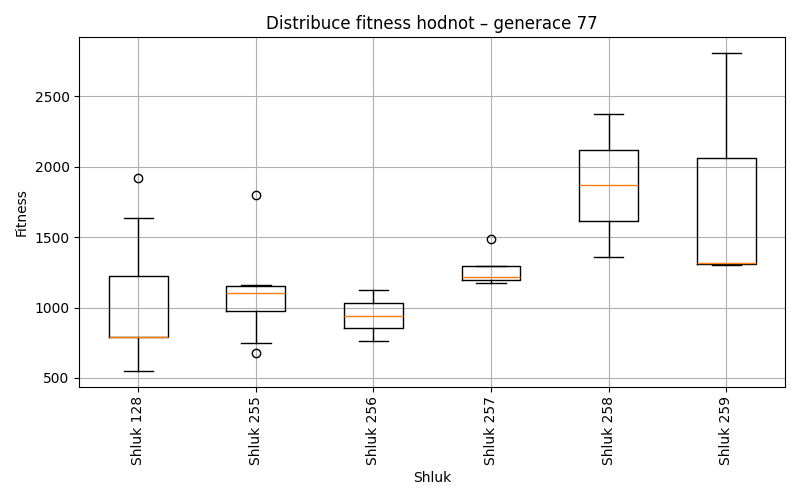 Distribuce fitness hodnot – generace 77
Fitness
2500
2000
1500
1000
500
Shluk 128
Shluk 255
Shluk 256
Shluk 257
Shluk 258
Shluk 259
Shluk